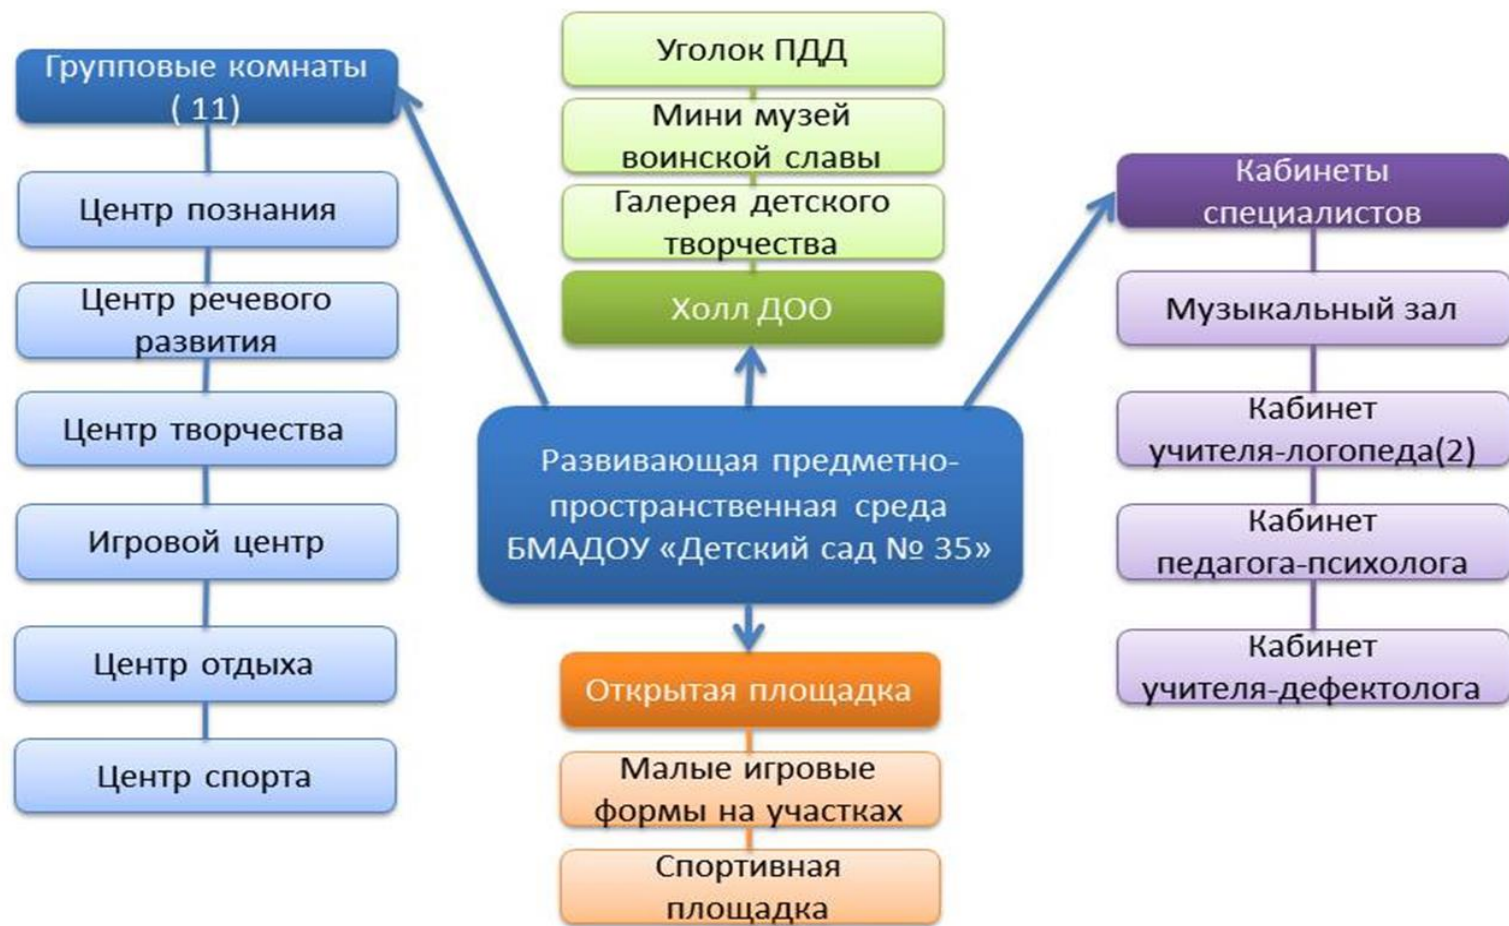 Групповые комнаты
( 11)
Центр познания
Центр речевого
развития
Центр творчества
Игровой центр
Центр отдыха
Центр спорта
Уголок ПДД
Мини музей
воинской славы
Галерея детского
творчества
Холл ДОО
Развивающая предметно-
пространственная среда
БМАДОУ «Детский сад № 35»
Открытая площадка
Малые игровые
формы на участках
Спортивная
площадка
Кабинеты
специалистов
Музыкальный зал
Кабинет
учителя-логопеда(2)
Кабинет
педагога-психолога
Кабинет
учителя-дефектолога